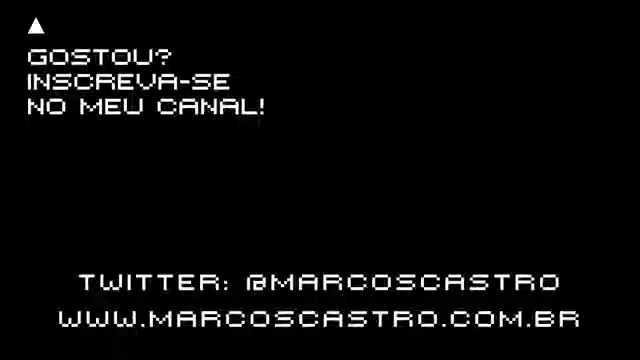 GOSTOU?
INSCREVA-SE
NO MEU CANAL!
TWITTER: @MARCOSCASTRO
WWW.MARCOSCASTRO.COM.BR